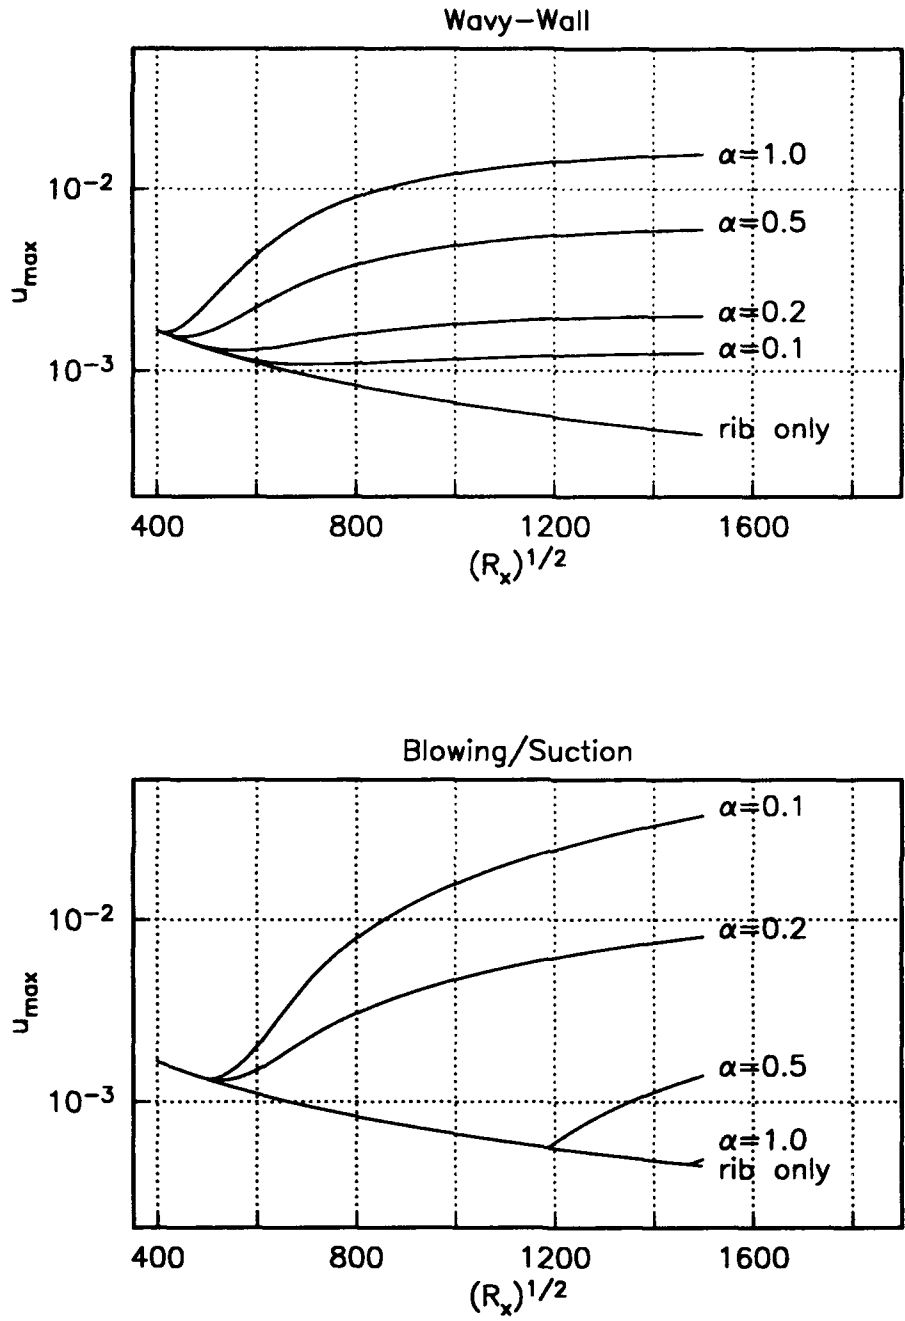 Wavy-Wall
α=1.0
10⁻²
α=0.5
u_max
α=0.2
α=0.1
10⁻³
rib only
400 800 1200 1600
(Rₓ)^1/2
Blowing/Suction
α=0.1
10⁻²
α=0.2
u_max
α=0.5
10⁻³
α=1.0
rib only
400 800 1200 1600
(Rₓ)^1/2